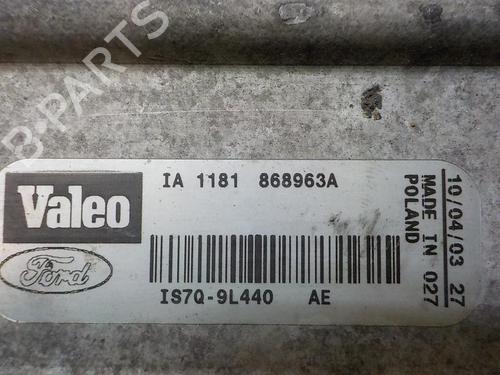 B-PARTS
IA 1181 868963A
Valeo
Ford
IS7Q-9L440 AE
10/04/03 27
MADE IN 027
POLAND